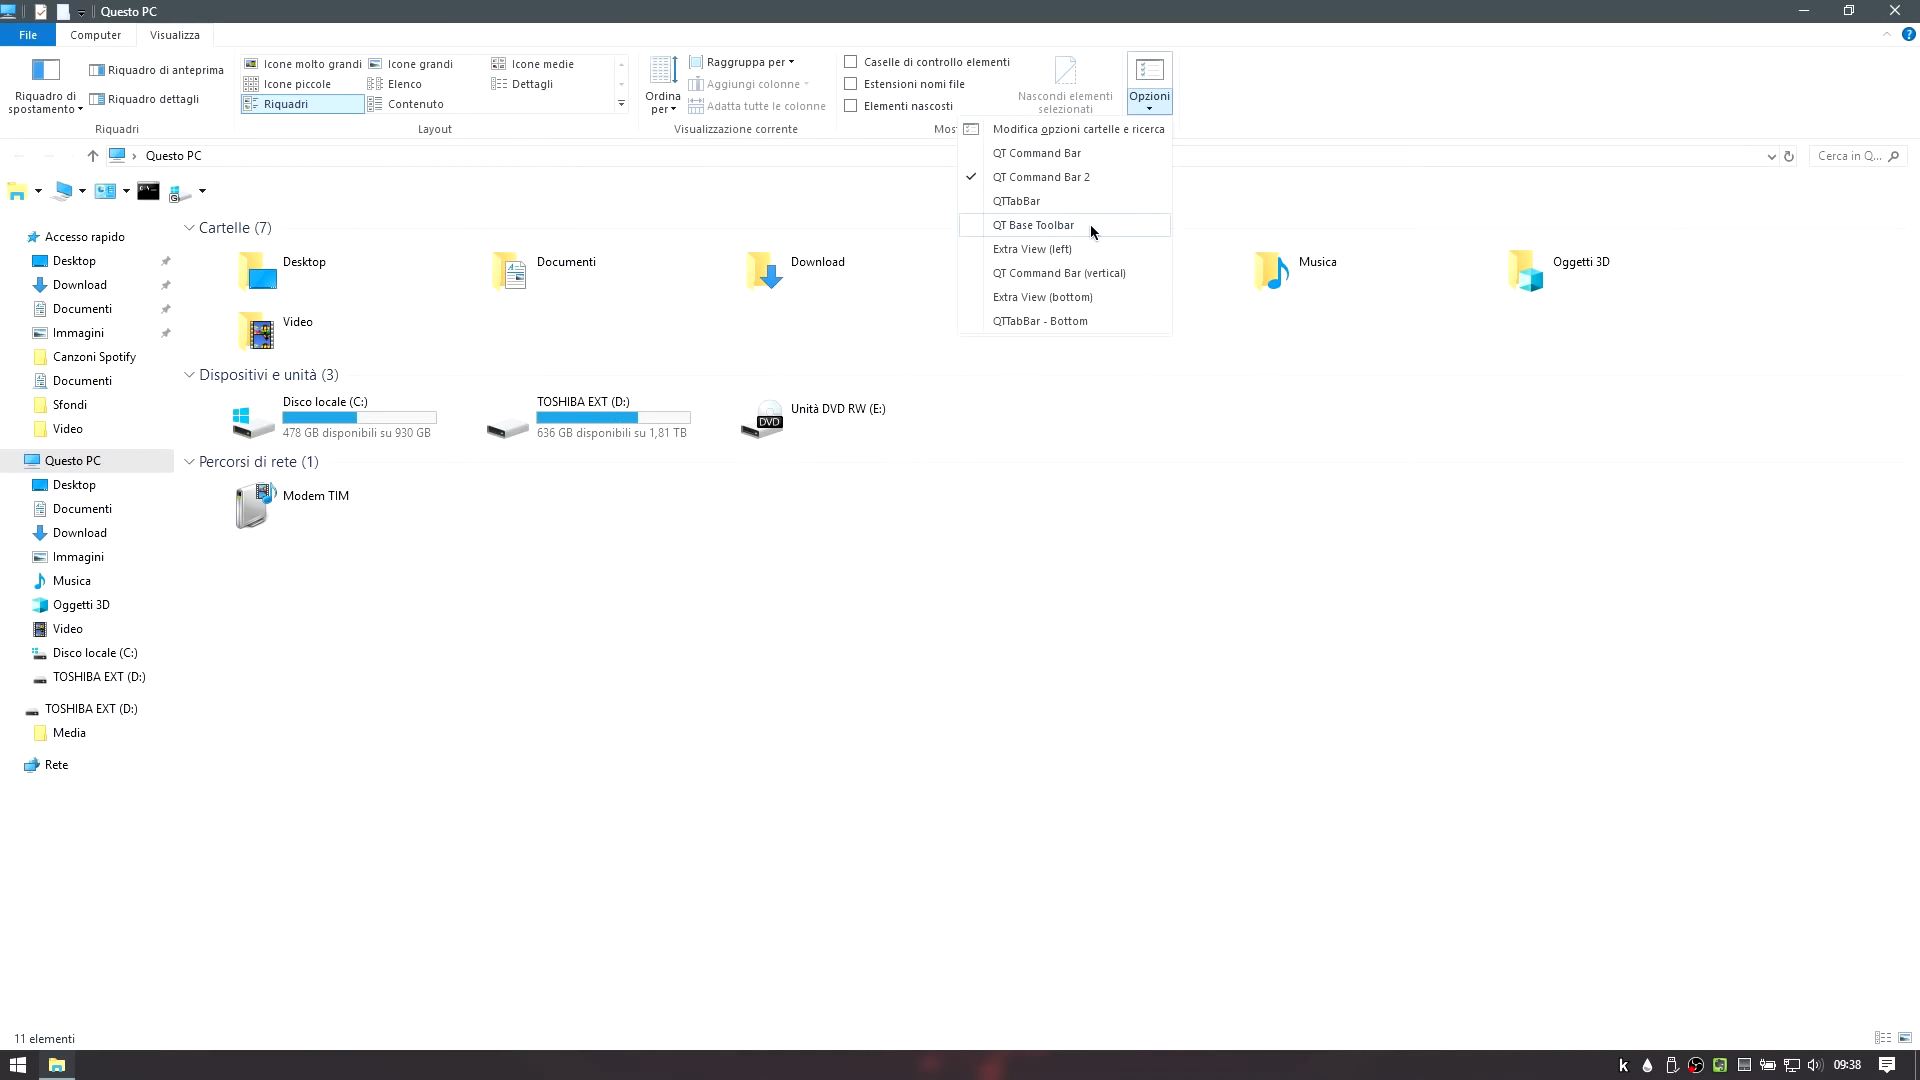 Questo PC
File
Computer
Visualizza
Riquadro di spostamento
Riquadro di anteprima
Riquadro dettagli
Riquadri
Icone molto grandi
Icone grandi
Icone medie
Icone piccole
Elenco
Dettagli
Riquadri
Contenuto
Layout
Ordina per
Raggruppa per
Aggiungi colonne
Adatta tutte le colonne
Visualizzazione corrente
Caselle di controllo elementi
Estensioni nomi file
Elementi nascosti
Mos
Nascondi elementi selezionati
Opzioni
Modifica opzioni cartelle e ricerca
QT Command Bar
QT Command Bar 2
QTTabBar
QT Base Toolbar
Extra View (left)
QT Command Bar (vertical)
Extra View (bottom)
QTTabBar - Bottom
Questo PC
Cerca in Q...
Accesso rapido
Desktop
Download
Documenti
Immagini
Canzoni Spotify
Documenti
Sfondi
Video
Questo PC
Desktop
Documenti
Download
Immagini
Musica
Oggetti 3D
Video
Disco locale (C:)
TOSHIBA EXT (D:)
TOSHIBA EXT (D:)
Media
Rete
Cartelle (7)
Desktop
Documenti
Download
Musica
Oggetti 3D
Video
Dispositivi e unità (3)
Disco locale (C:)
478 GB disponibili su 930 GB
TOSHIBA EXT (D:)
636 GB disponibili su 1,81 TB
DVD
Unità DVD RW (E:)
Percorsi di rete (1)
Modem TIM
11 elementi
k
09:38